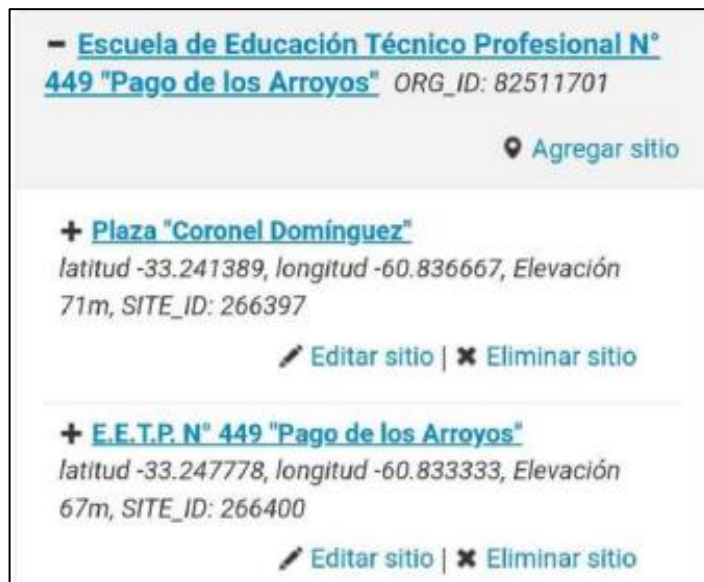 − Escuela de Educación Técnico Profesional N°
449 "Pago de los Arroyos" ORG_ID: 82511701
Agregar sitio
+ Plaza "Coronel Domínguez"
latitud -33.241389, longitud -60.836667, Elevación
71m, SITE_ID: 266397
Editar sitio | ✖ Eliminar sitio
+ E.E.T.P. N° 449 "Pago de los Arroyos"
latitud -33.247778, longitud -60.833333, Elevación
67m, SITE_ID: 266400
Editar sitio | ✖ Eliminar sitio